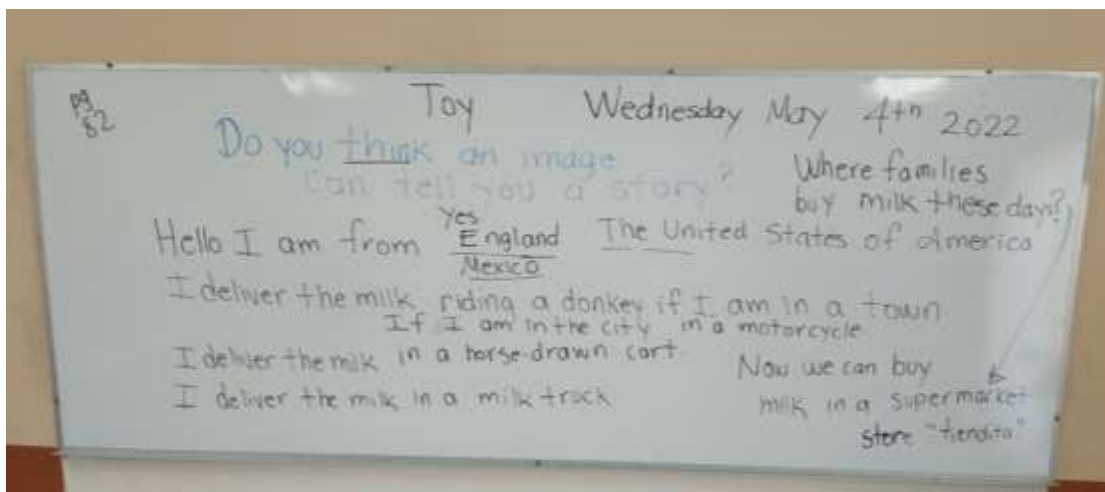 pg 82
Toy Wednesday May 4th 2022
Do you think an image
can tell you a story?
Where families
buy milk these days?
Yes
Hello I am from England The United States of America
Mexico
I deliver the milk riding a donkey if I am in a town
If I am in the city in a motorcycle
I deliver the milk in a horse-drawn cart
I deliver the milk in a milk truck
Now we can buy
milk in a supermarket
store "tiendita"